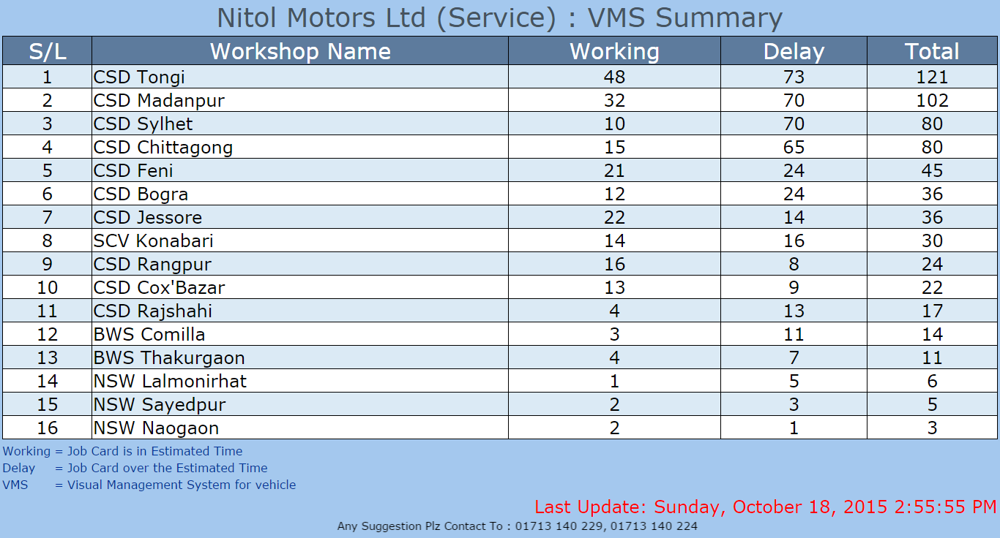 Nitol Motors Ltd (Service) : VMS Summary
S/L Workshop Name Working Delay Total
1 CSD Tongi 48 73 121
2 CSD Madanpur 32 70 102
3 CSD Sylhet 10 70 80
4 CSD Chittagong 15 65 80
5 CSD Feni 21 24 45
6 CSD Bogra 12 24 36
7 CSD Jessore 22 14 36
8 SCV Konabari 14 16 30
9 CSD Rangpur 16 8 24
10 CSD Cox'Bazar 13 9 22
11 CSD Rajshahi 4 13 17
12 BWS Comilla 3 11 14
13 BWS Thakurgaon 4 7 11
14 NSW Lalmonirhat 1 5 6
15 NSW Sayedpur 2 3 5
16 NSW Naogaon 2 1 3
Working = Job Card is in Estimated Time
Delay = Job Card over the Estimated Time
VMS = Visual Management System for vehicle
Last Update: Sunday, October 18, 2015 2:55:55 PM
Any Suggestion Plz Contact To : 01713 140 229, 01713 140 224